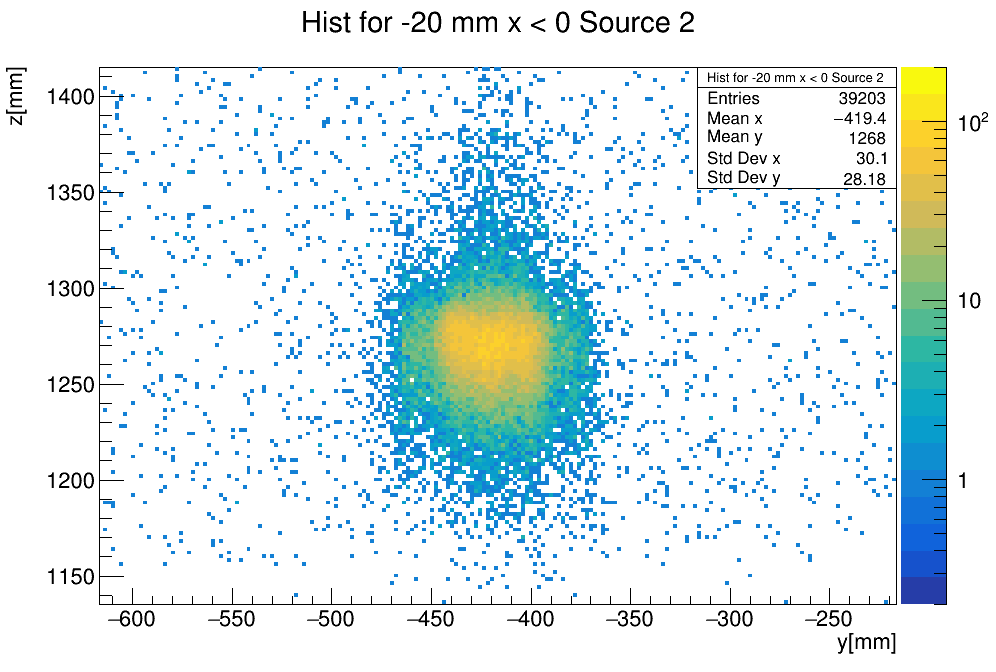 Hist for -20 mm x < 0 Source 2
z[mm]
Hist for -20 mm x < 0 Source 2
Entries 39203
Mean x −419.4
Mean y 1268
Std Dev x 30.1
Std Dev y 28.18
1400
1350
1300
1250
1200
1150
−600 −550 −500 −450 −400 −350 −300 −250
y[mm]
10²
10
1